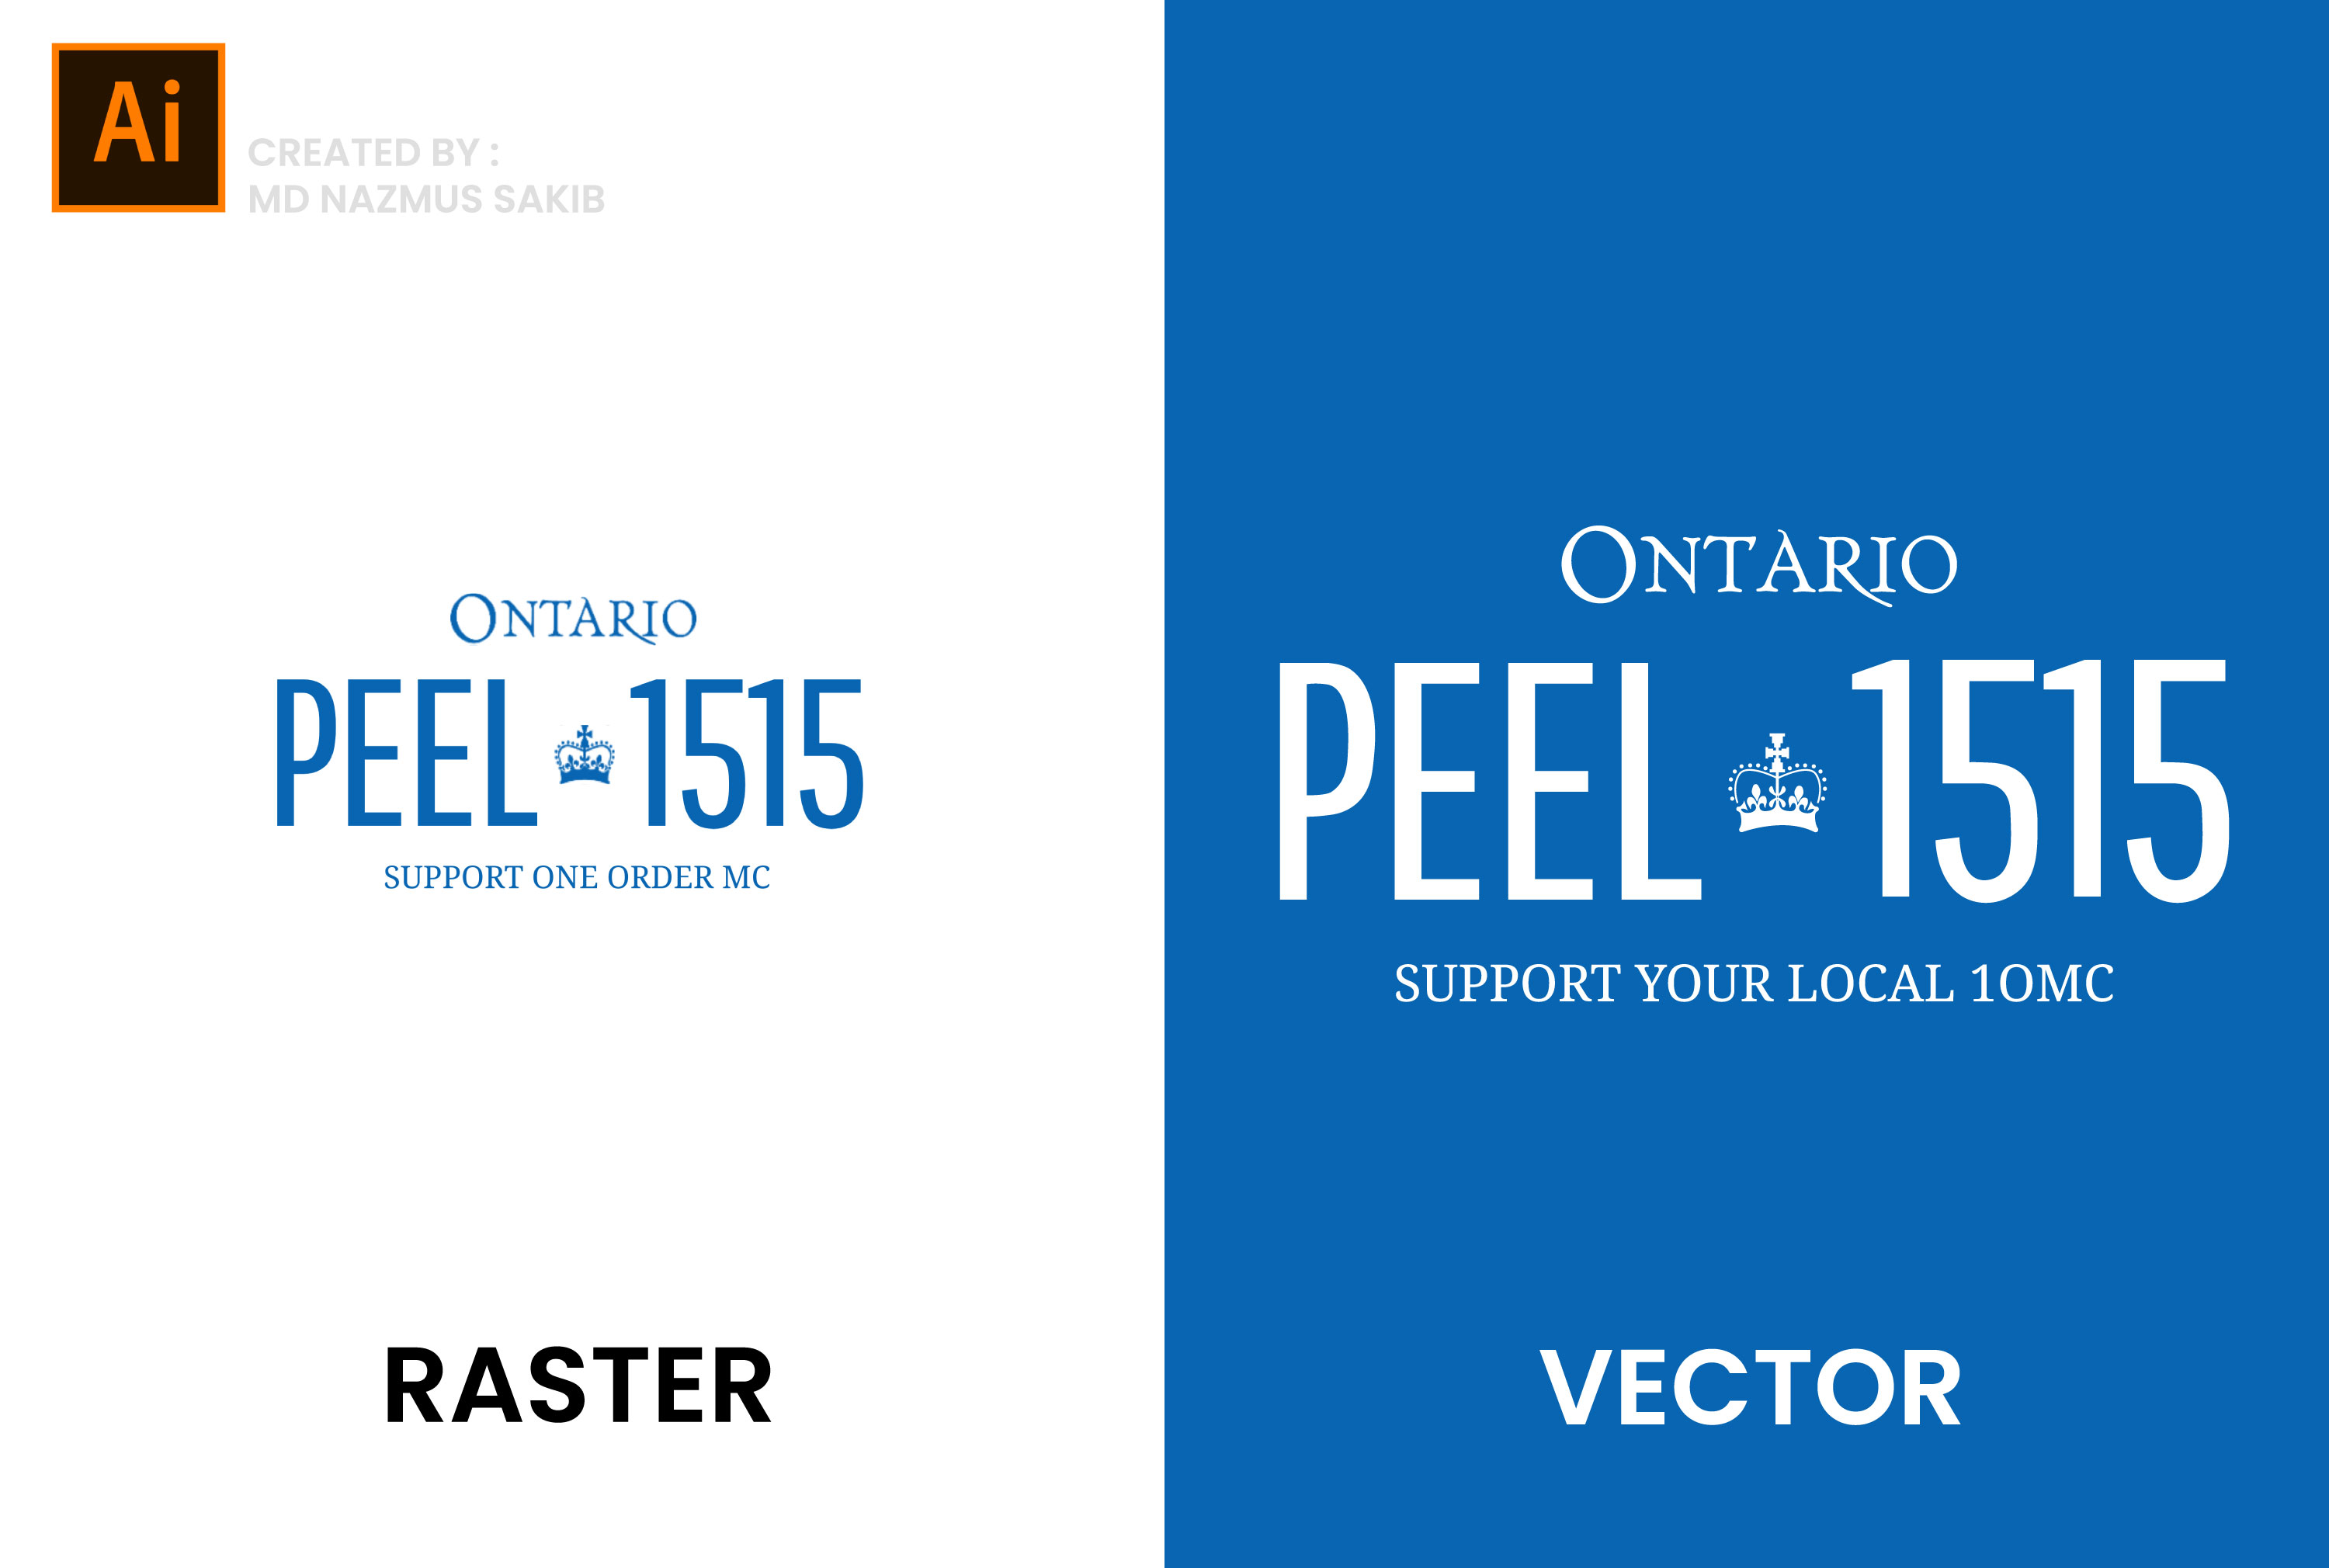 Ai
CREATED BY :
MD NAZMUS SAKIB
ONTARIO
PEEL 1515
SUPPORT ONE ORDER MC
RASTER
ONTARIO
PEEL 1515
SUPPORT YOUR LOCAL 1OMC
VECTOR